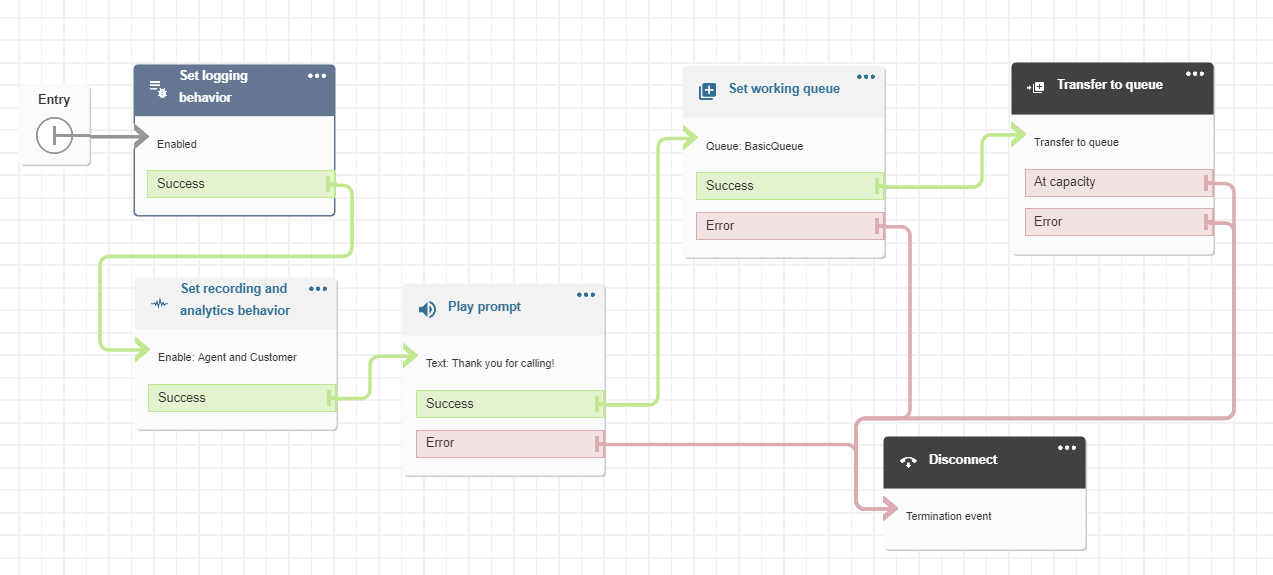 Entry
Set logging
behavior
Enabled
Success
Set recording and
analytics behavior
Enable: Agent and Customer
Success
Play prompt
Text: Thank you for calling!
Success
Error
Set working queue
Queue: BasicQueue
Success
Error
Transfer to queue
Transfer to queue
At capacity
Error
Disconnect
Termination event